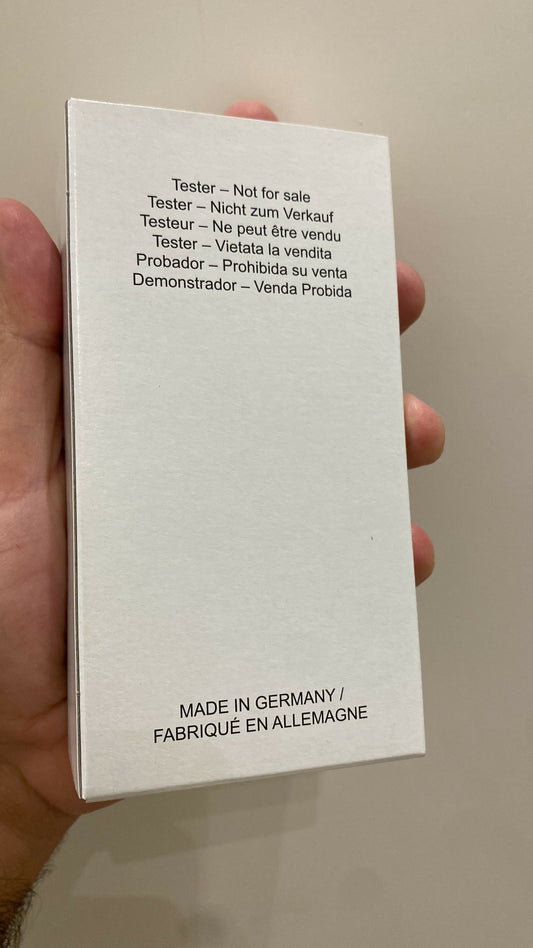 Tester – Not for sale
Tester – Nicht zum Verkauf
Testeur – Ne peut être vendu
Tester – Vietata la vendita
Probador – Prohibida su venta
Demonstrador – Venda Probida
MADE IN GERMANY /
FABRIQUÉ EN ALLEMAGNE